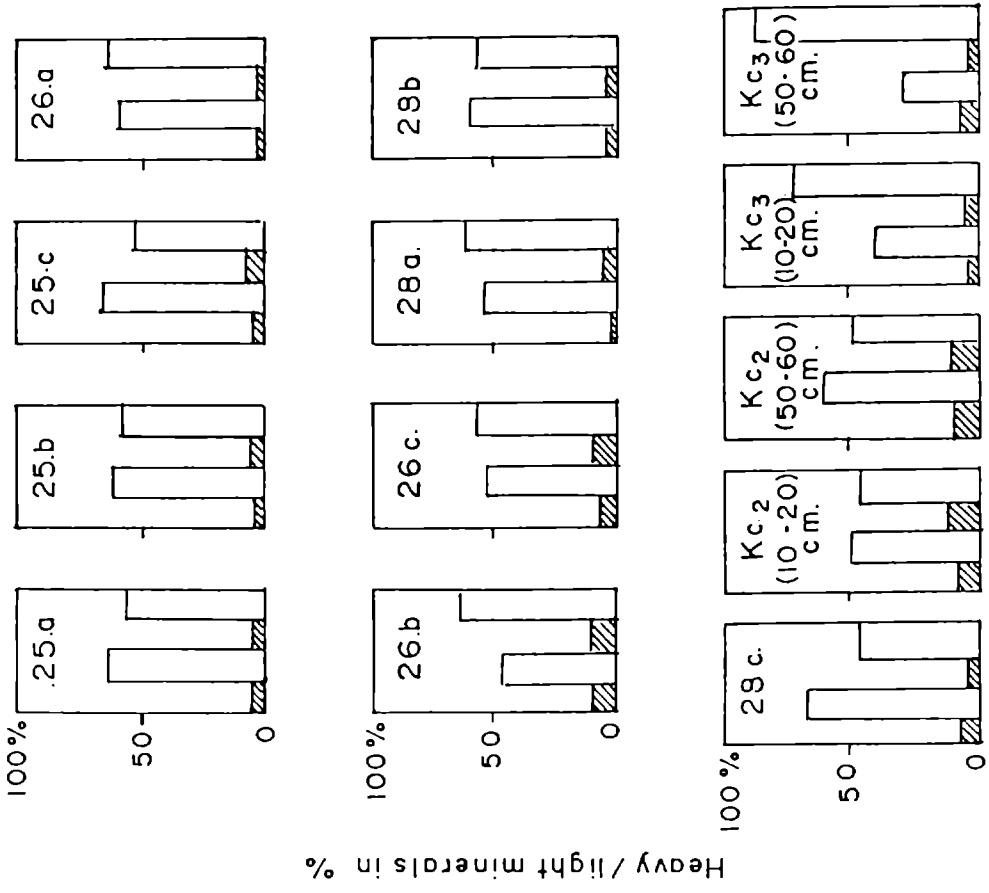 Heavy/light minerals in %
100%
50
0
.25.a
25.b
25.c
26.a
100%
50
0
26.b
26c.
28a.
28b
100%
50
0
28c.
Kc2
(10-20)
cm.
Kc2
(50-60)
cm.
Kc3
(10-20)
cm.
Kc3
(50-60)
cm.